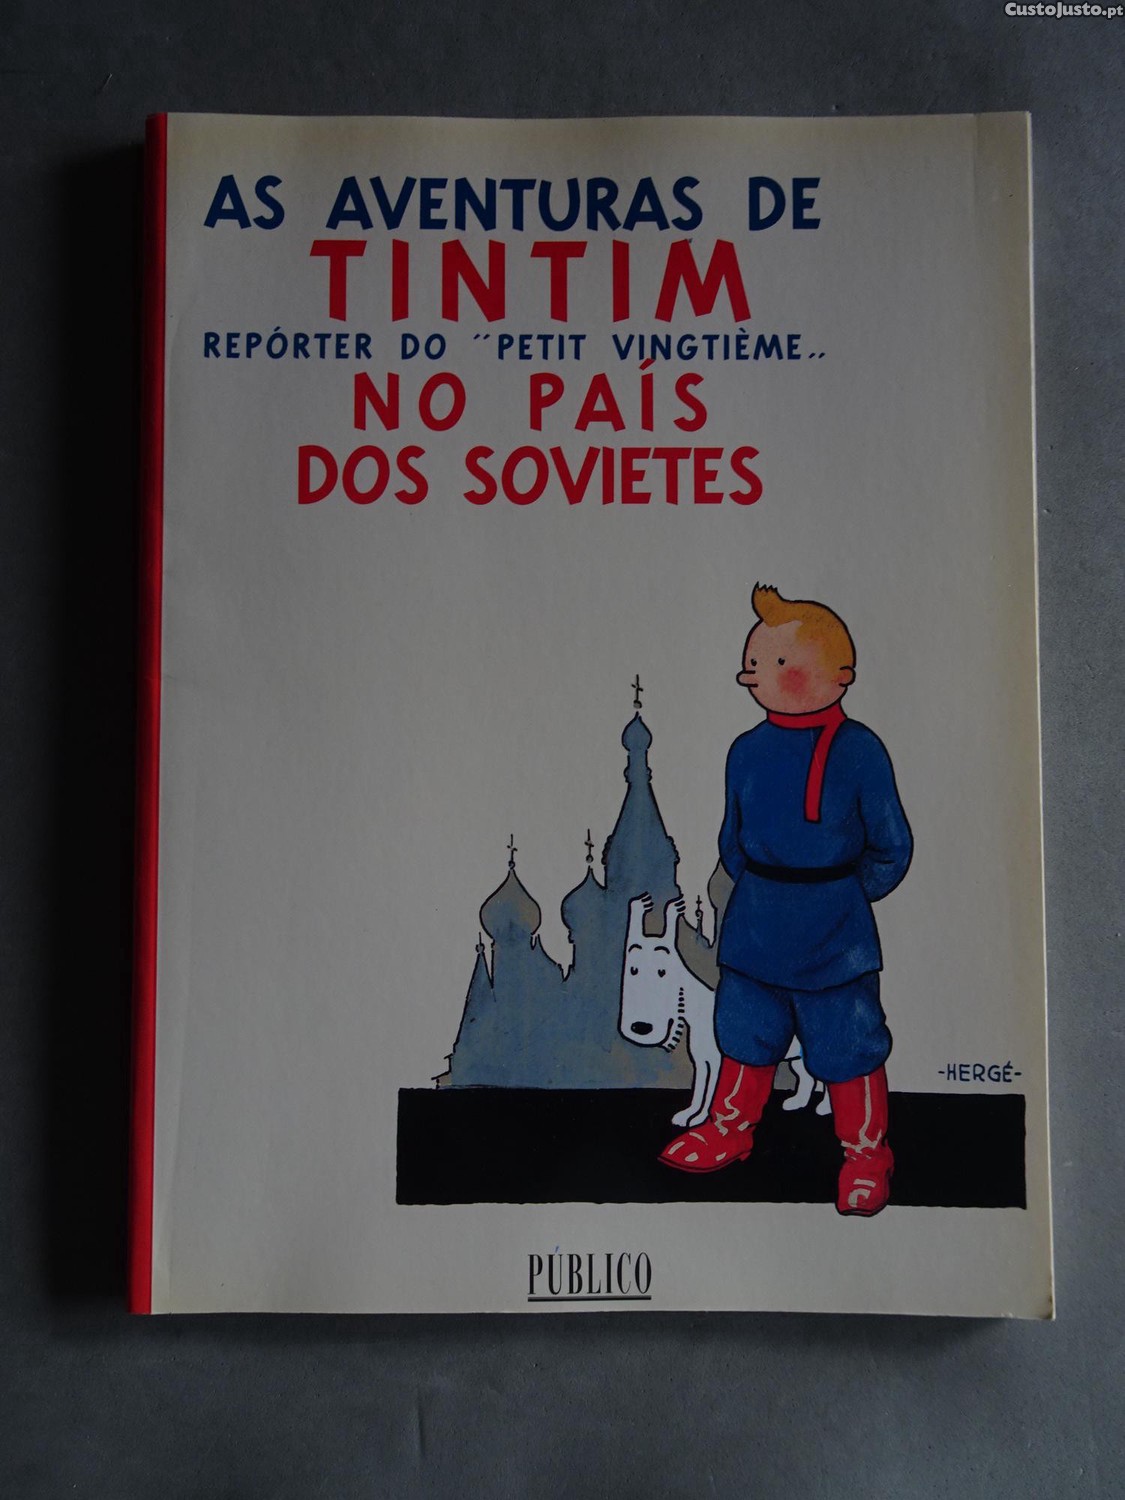 CustoJusto.pt
AS AVENTURAS DE
TINTIM
REPÓRTER DO "PETIT VINGTIÈME"
NO PAÍS
DOS SOVIETES
-HERGÉ-
PÚBLICO